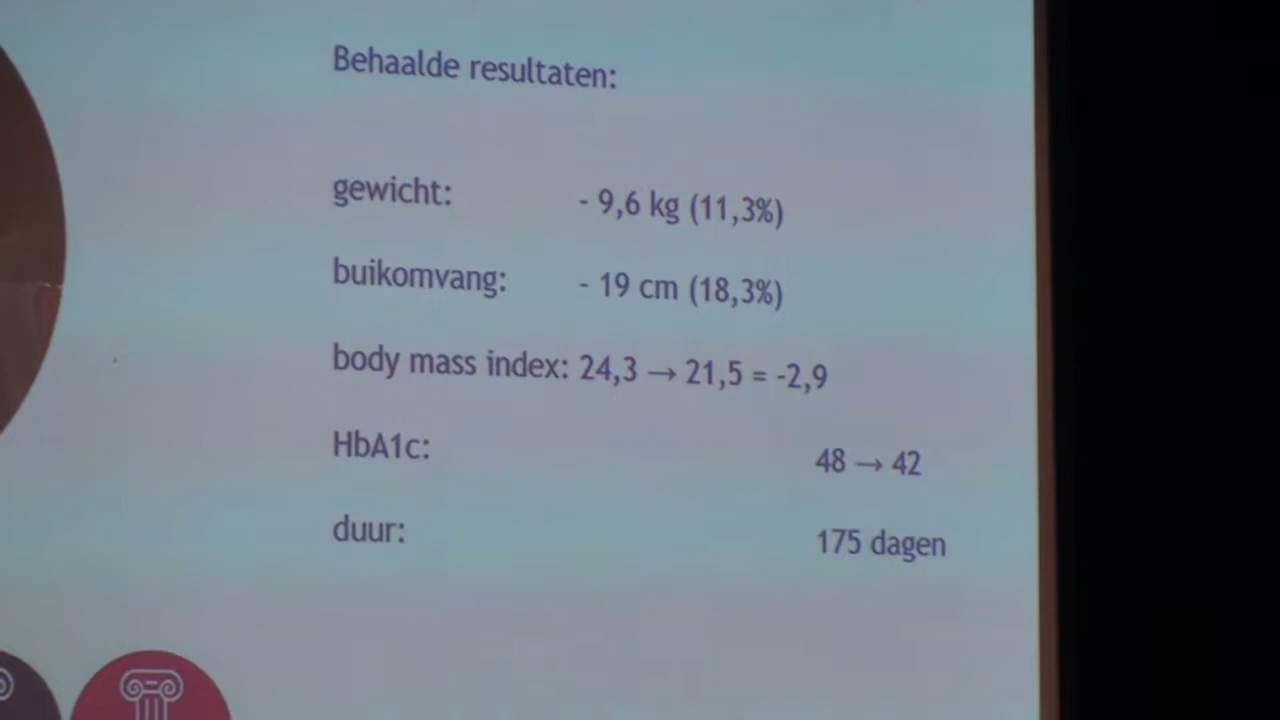 Behaalde resultaten:
gewicht: - 9,6 kg (11,3%)
buikomvang: - 19 cm (18,3%)
body mass index: 24,3 → 21,5 = -2,9
HbA1c: 48 → 42
duur: 175 dagen